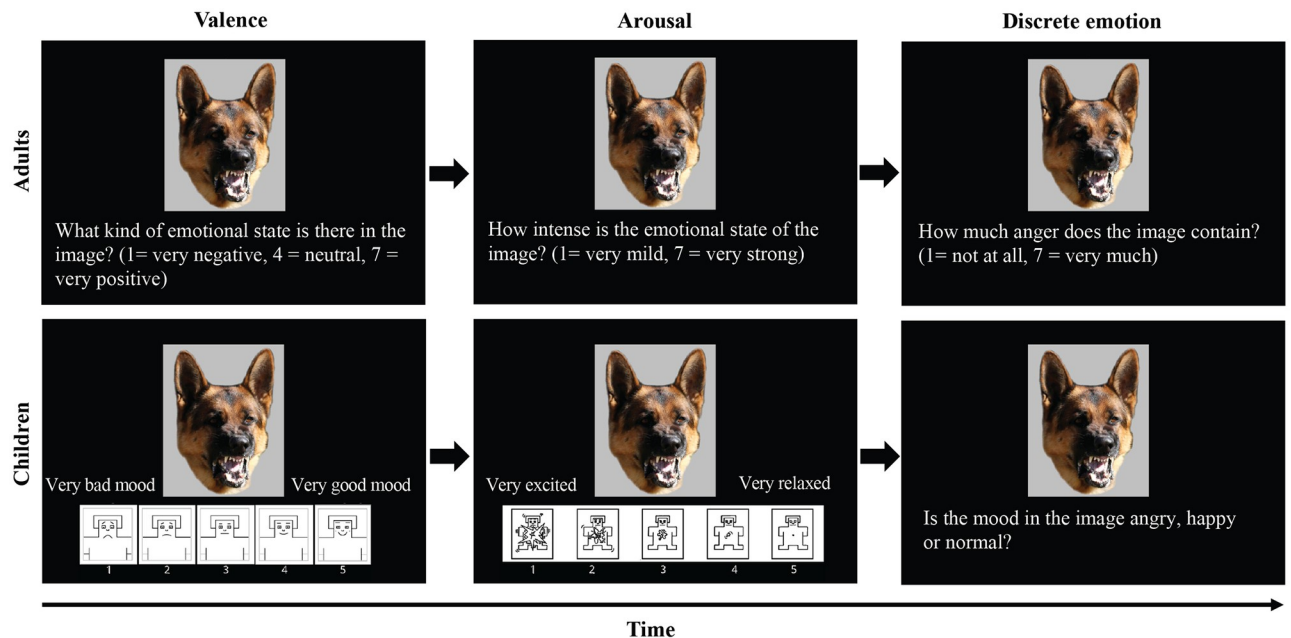 Valence
Arousal
Discrete emotion
Adults
What kind of emotional state is there in the
image? (1= very negative, 4 = neutral, 7 =
very positive)
How intense is the emotional state of the
image? (1= very mild, 7 = very strong)
How much anger does the image contain?
(1= not at all, 7 = very much)
Children
Very bad mood
Very good mood
1 2 3 4 5
Very excited
Very relaxed
1 2 3 4 5
Is the mood in the image angry, happy
or normal?
Time